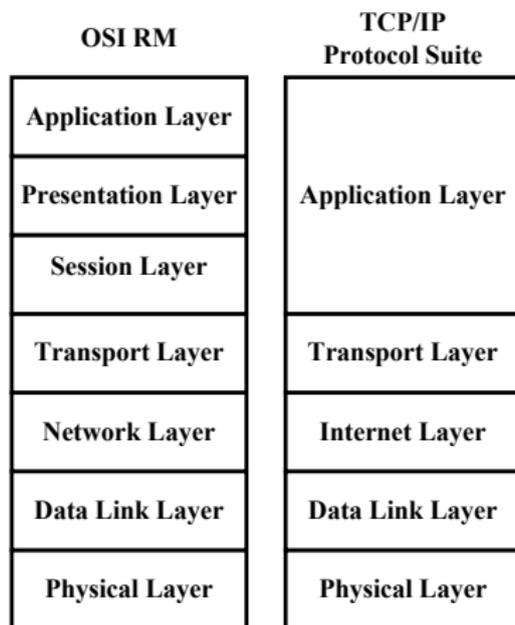 OSI RM
Application Layer
Presentation Layer
Session Layer
Transport Layer
Network Layer
Data Link Layer
Physical Layer
TCP/IP
Protocol Suite
Application Layer
Transport Layer
Internet Layer
Data Link Layer
Physical Layer